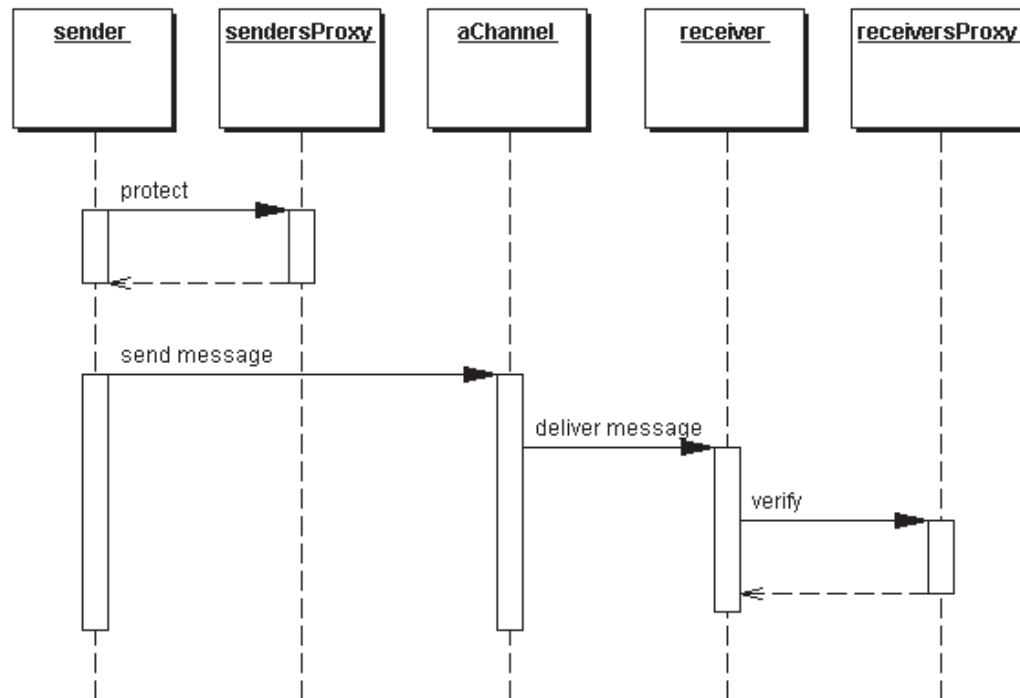 sender
sendersProxy
aChannel
receiver
receiversProxy
protect
send message
deliver message
verify